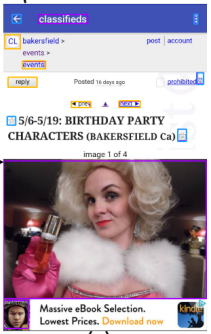 classifieds
CL bakersfield > post account
events >
events
reply Posted 16 days ago prohibited
◄ prev ▲ next ►
5/6-5/19: BIRTHDAY PARTY
CHARACTERS (BAKERSFIELD Ca)
image 1 of 4
Massive eBook Selection.
Lowest Prices. Download now
kindle